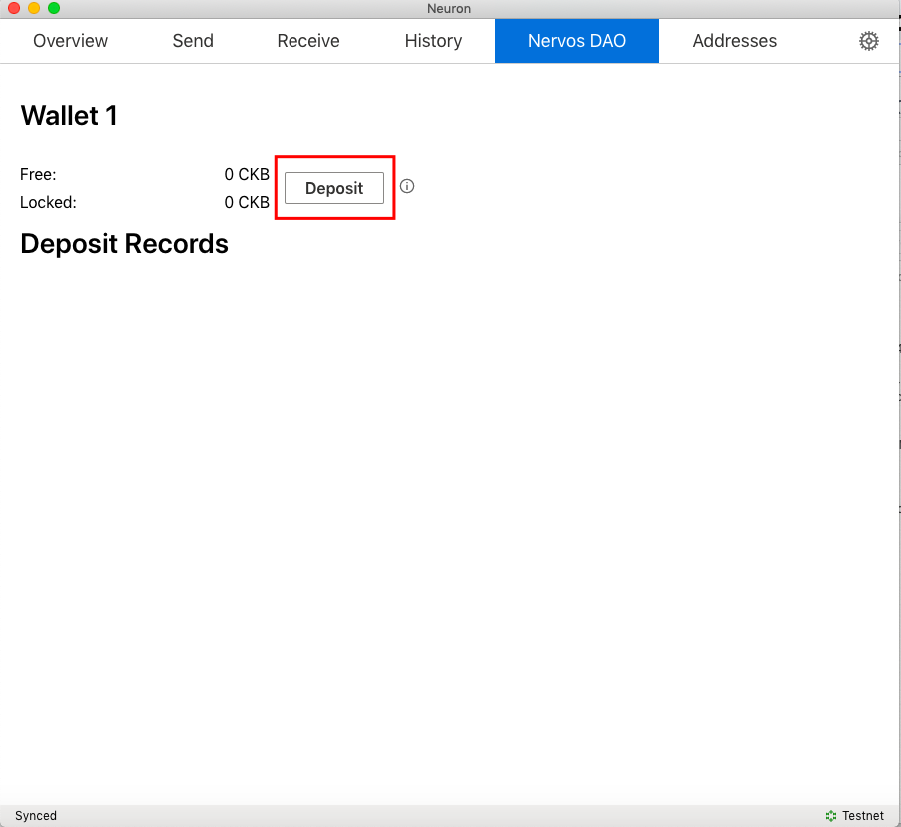 Neuron
Overview Send Receive History Nervos DAO Addresses
Wallet 1
Free: 0 CKB
Deposit
Locked: 0 CKB
Deposit Records
Synced Testnet